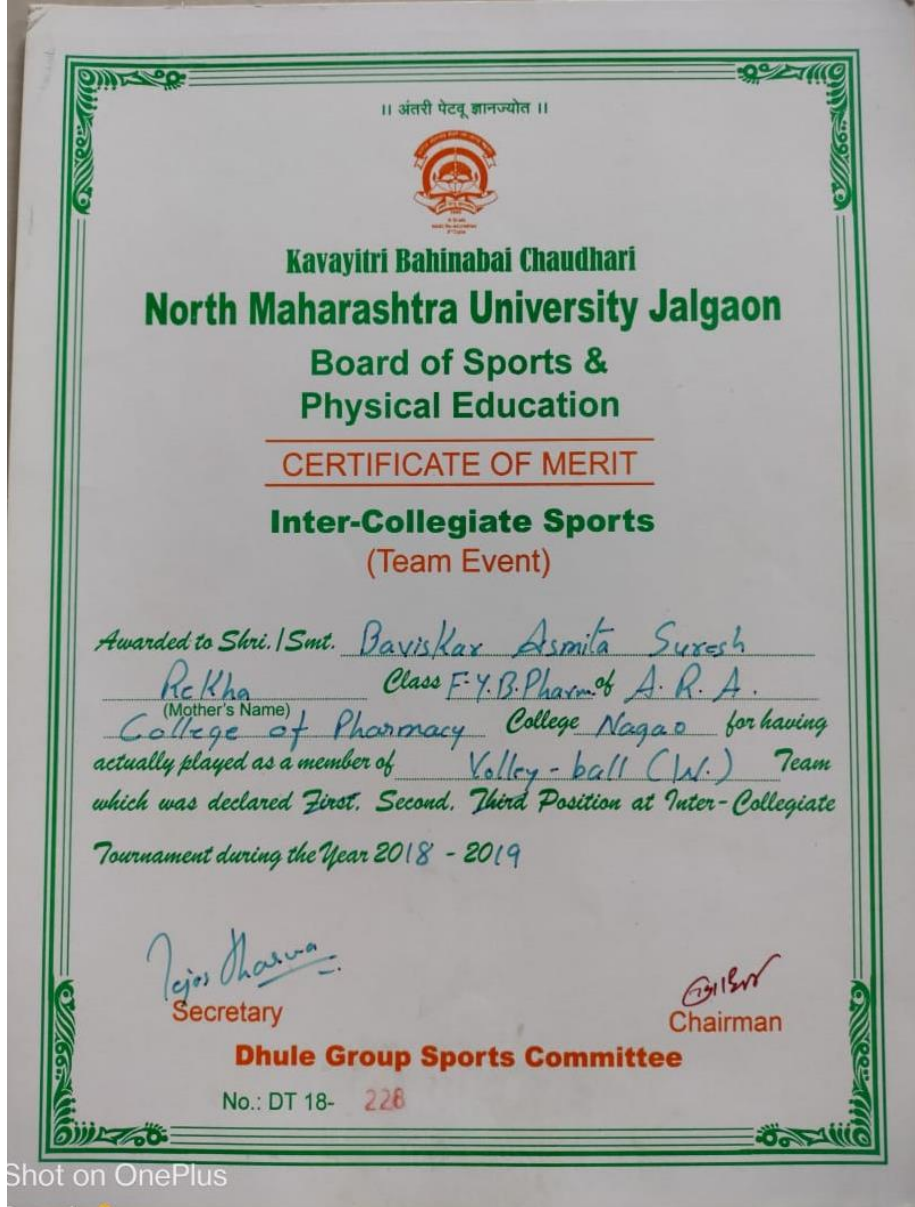 ।। अंतरी पेटवू ज्ञानज्योत ।।
Kavayitri Bahinabai Chaudhari
North Maharashtra University Jalgaon
Board of Sports &
Physical Education
CERTIFICATE OF MERIT
Inter-Collegiate Sports
(Team Event)
Awarded to Shri. / Smt. Baviskar Asmita Suresh
Rekha Class F.Y.B.Pharm of A. R. A.
(Mother's Name)
College of Pharmacy College Nagao for having
actually played as a member of Volley-ball (W.) Team
which was declared First, Second, Third Position at Inter-Collegiate
Tournament during the Year 2018 - 2019
Secretary
Chairman
Dhule Group Sports Committee
No.: DT 18- 228
Shot on OnePlus